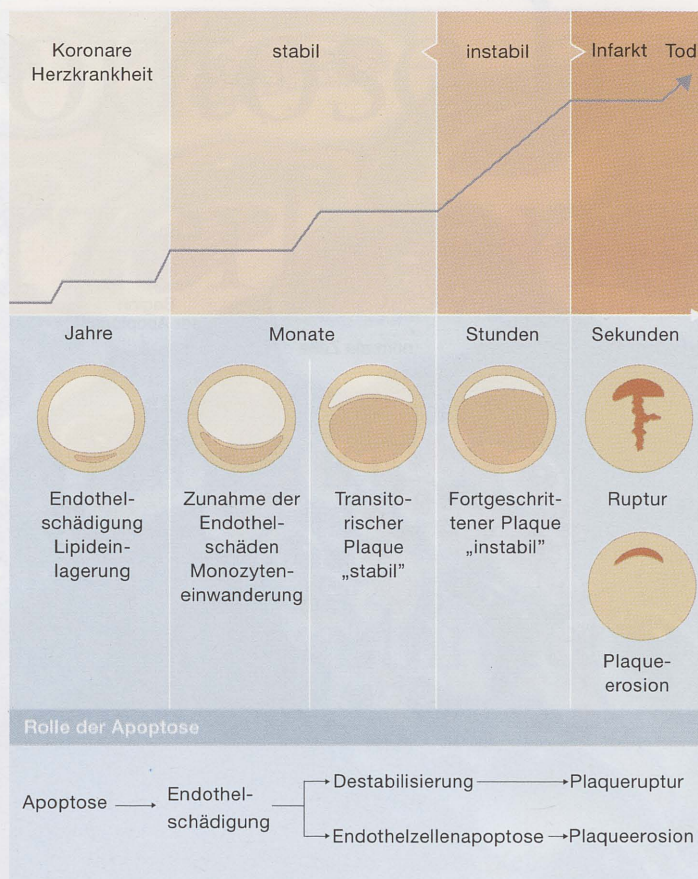 Koronare
Herzkrankheit
stabil
instabil
Infarkt Tod
Jahre
Monate
Stunden
Sekunden
Endothel-
schädigung
Lipidein-
lagerung
Zunahme der
Endothel-
schäden
Monozyten-
einwanderung
Transito-
rischer
Plaque
„stabil”
Fortgeschrit-
tener Plaque
„instabil”
Ruptur
Plaque-
erosion
Rolle der Apoptose
Apoptose
Endothel-
schädigung
Destabilisierung
Plaqueruptur
Endothelzellenapoptose
Plaqueerosion